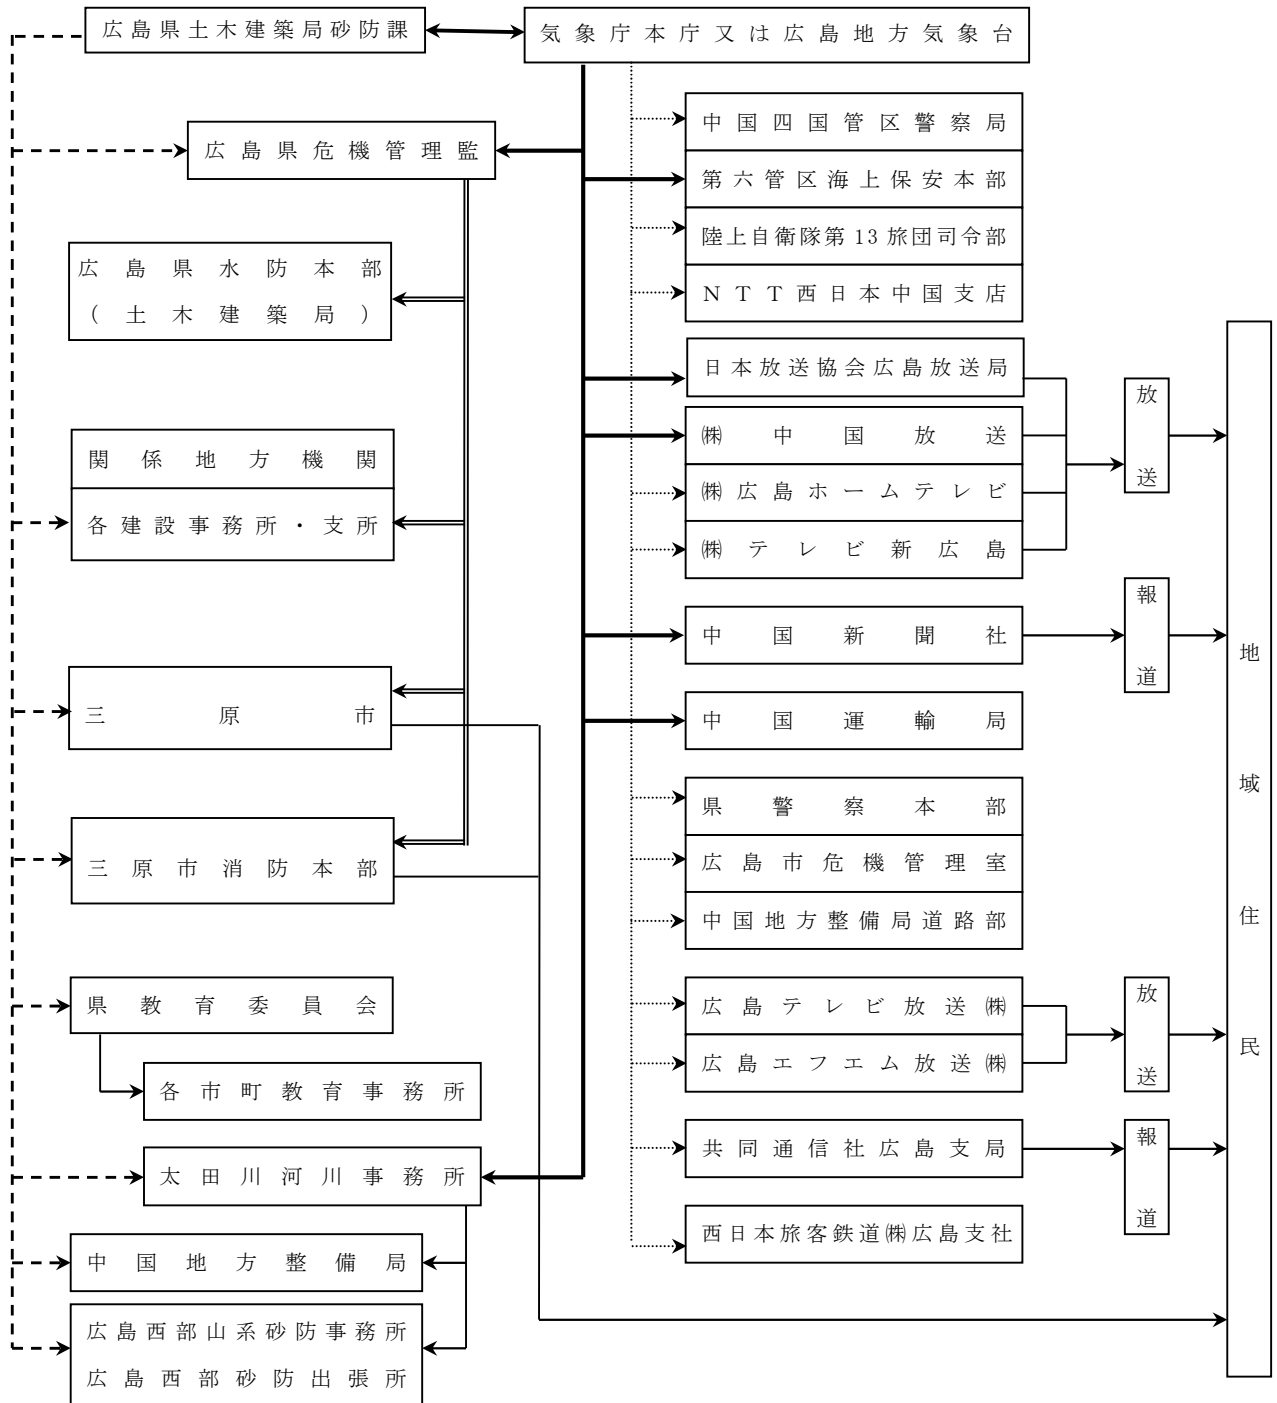 広島県土木建築局砂防課
気象庁本庁又は広島地方気象台
広島県危機管理監
広島県水防本部
(土木建築局)
関係地方機関
各建設事務所・支所
三原市
三原市消防本部
県教育委員会
各市町教育事務所
太田川河川事務所
中国地方整備局
広島西部山系砂防事務所
広島西部砂防出張所
中国四国管区警察局
第六管区海上保安本部
陸上自衛隊第13旅団司令部
NTT西日本中国支店
日本放送協会広島放送局
㈱中国放送
㈱広島ホームテレビ
㈱テレビ新広島
中国新聞社
中国運輸局
県警察本部
広島市危機管理室
中国地方整備局道路部
広島テレビ放送㈱
広島エフエム放送㈱
共同通信社広島支局
西日本旅客鉄道㈱広島支社
放送
報道
放送
報道
地域住民